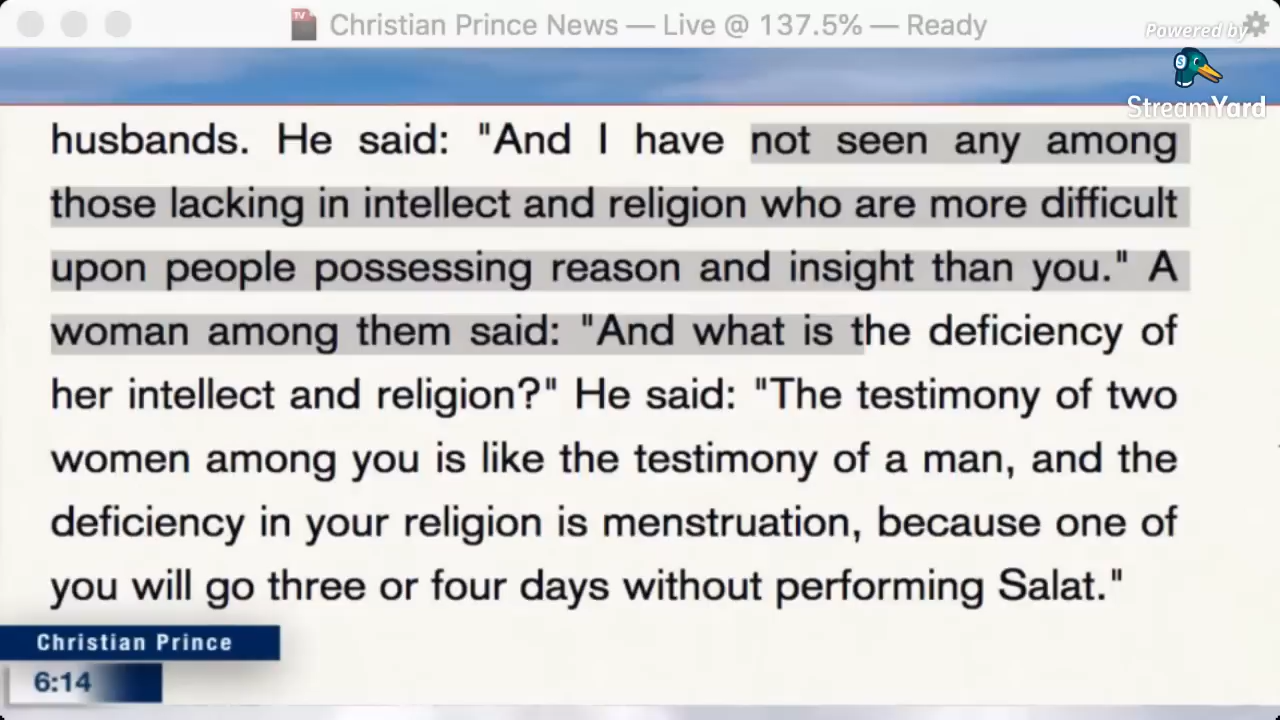 Christian Prince News — Live @ 137.5% — Ready
Powered by
StreamYard
husbands. He said: "And I have not seen any among
those lacking in intellect and religion who are more difficult
upon people possessing reason and insight than you." A
woman among them said: "And what is the deficiency of
her intellect and religion?" He said: "The testimony of two
women among you is like the testimony of a man, and the
deficiency in your religion is menstruation, because one of
you will go three or four days without performing Salat."
Christian Prince
6:14